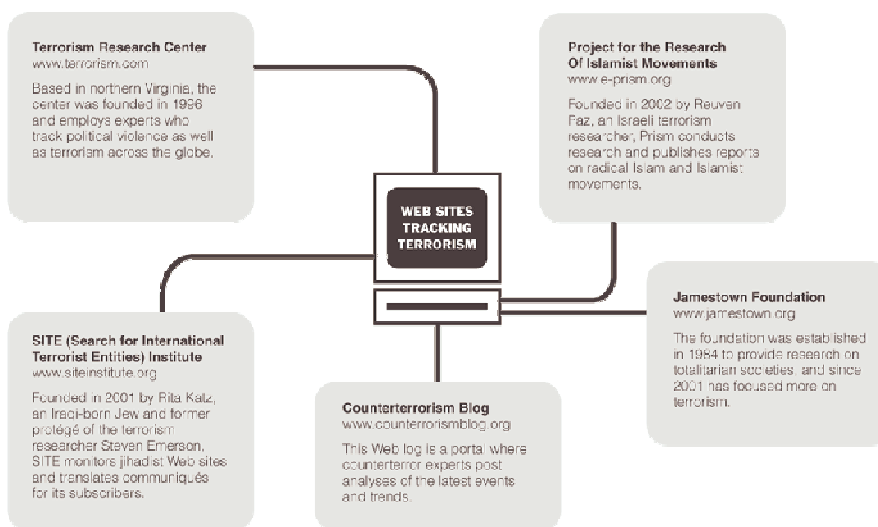 Terrorism Research Center
www.terrorism.com
Based in northern Virginia, the
center was founded in 1996
and employs experts who
track political violence as well
as terrorism across the globe.
Project for the Research
Of Islamist Movements
www.e-prism.org
Founded in 2002 by Reuven
Paz, an Israeli terrorism
researcher, Prism conducts
research and publishes reports
on radical Islam and Islamist
movements.
WEB SITES
TRACKING
TERRORISM
SITE (Search for International
Terrorist Entities) Institute
www.siteinstitute.org
Founded in 2001 by Rita Katz,
an Iraqi-born Jew and former
protégé of the terrorism
researcher Steven Emerson,
SITE monitors jihadist Web sites
and translates communiqués
for its subscribers.
Counterterrorism Blog
www.counterrorismblog.org
This Web log is a portal where
counterterror experts post
analyses of the latest events
and trends.
Jamestown Foundation
www.jamestown.org
The foundation was established
in 1984 to provide research on
totalitarian societies, and since
2001 has focused more on
terrorism.